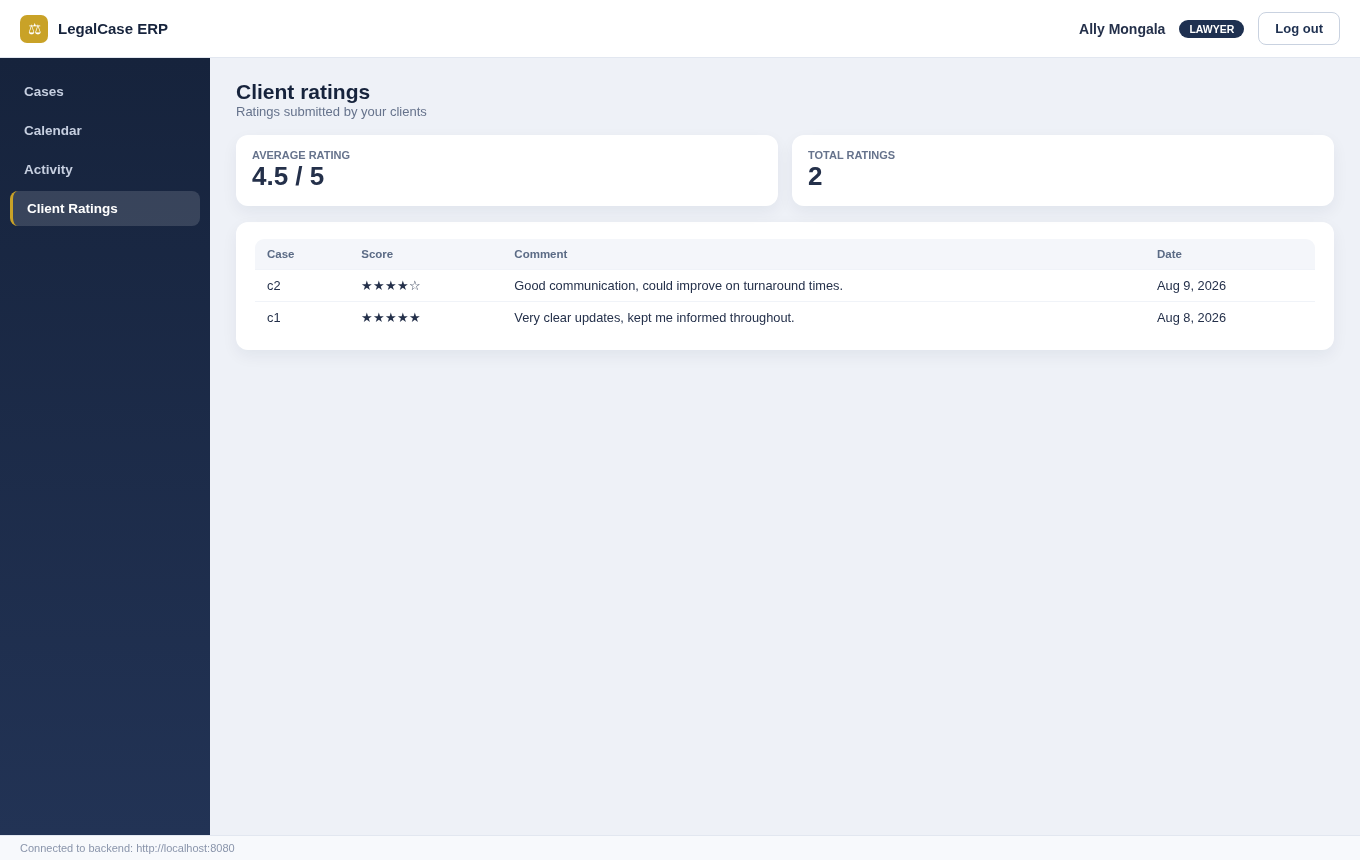 ⚖ LegalCase ERP
Ally Mongala LAWYER Log out
Cases
Calendar
Activity
Client Ratings
Client ratings
Ratings submitted by your clients
AVERAGE RATING
4.5 / 5
TOTAL RATINGS
2
Case Score Comment Date
c2 ★★★★☆ Good communication, could improve on turnaround times. Aug 9, 2026
c1 ★★★★★ Very clear updates, kept me informed throughout. Aug 8, 2026
Connected to backend: http://localhost:8080